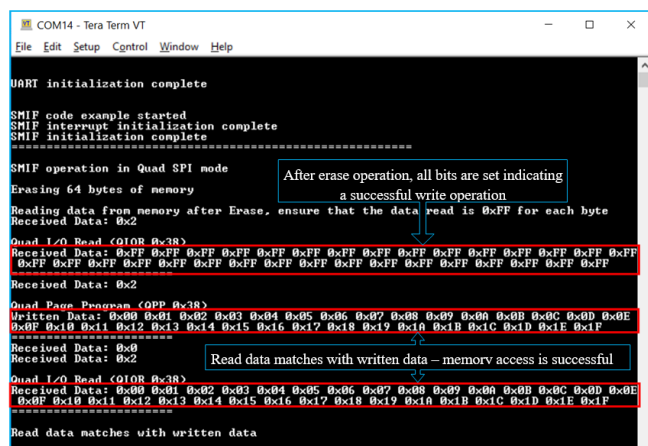 COM14 - Tera Term VT
File Edit Setup Control Window Help
UART initialization complete
SMIF code example started
SMIF interrupt initialization complete
SMIF initialization complete
=========================================================
SMIF operation in Quad SPI mode
After erase operation, all bits are set indicating
a successful write operation
Erasing 64 bytes of memory
Reading data from memory after Erase, ensure that the data read is 0xFF for each byte
Received Data: 0x2
Quad I/O Read (QIOR 0x38)
Received Data: 0xFF 0xFF 0xFF 0xFF 0xFF 0xFF 0xFF 0xFF 0xFF 0xFF 0xFF 0xFF 0xFF 0xFF 0xFF
0xFF 0xFF 0xFF 0xFF 0xFF 0xFF 0xFF 0xFF 0xFF 0xFF 0xFF 0xFF 0xFF 0xFF 0xFF 0xFF 0xFF
=======================
Received Data: 0x2
Quad Page Program (QPP 0x38)
Written Data: 0x00 0x01 0x02 0x03 0x04 0x05 0x06 0x07 0x08 0x09 0x0A 0x0B 0x0C 0x0D 0x0E
0x0F 0x10 0x11 0x12 0x13 0x14 0x15 0x16 0x17 0x18 0x19 0x1A 0x1B 0x1C 0x1D 0x1E 0x1F
=======================
Received Data: 0x0
Received Data: 0x2
Read data matches with written data – memory access is successful
Quad I/O Read (QIOR 0x38)
Received Data: 0x00 0x01 0x02 0x03 0x04 0x05 0x06 0x07 0x08 0x09 0x0A 0x0B 0x0C 0x0D 0x0E
0x0F 0x10 0x11 0x12 0x13 0x14 0x15 0x16 0x17 0x18 0x19 0x1A 0x1B 0x1C 0x1D 0x1E 0x1F
=======================
Read data matches with written data